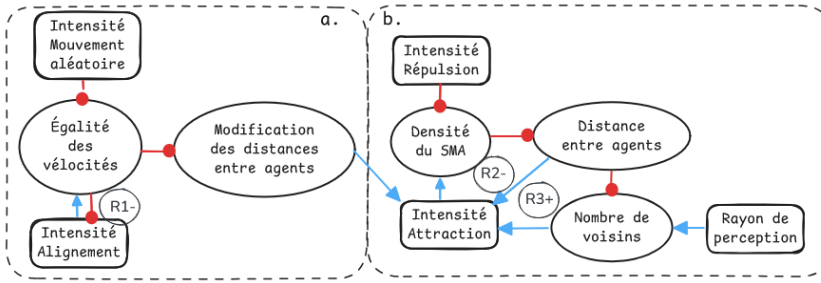 a.
Intensité
Mouvement
aléatoire
Égalité
des
vélocités
Modification
des distances
entre agents
R1-
Intensité
Alignement
b.
Intensité
Répulsion
Densité
du SMA
Distance
entre agents
R2-
R3+
Intensité
Attraction
Nombre de
voisins
Rayon de
perception